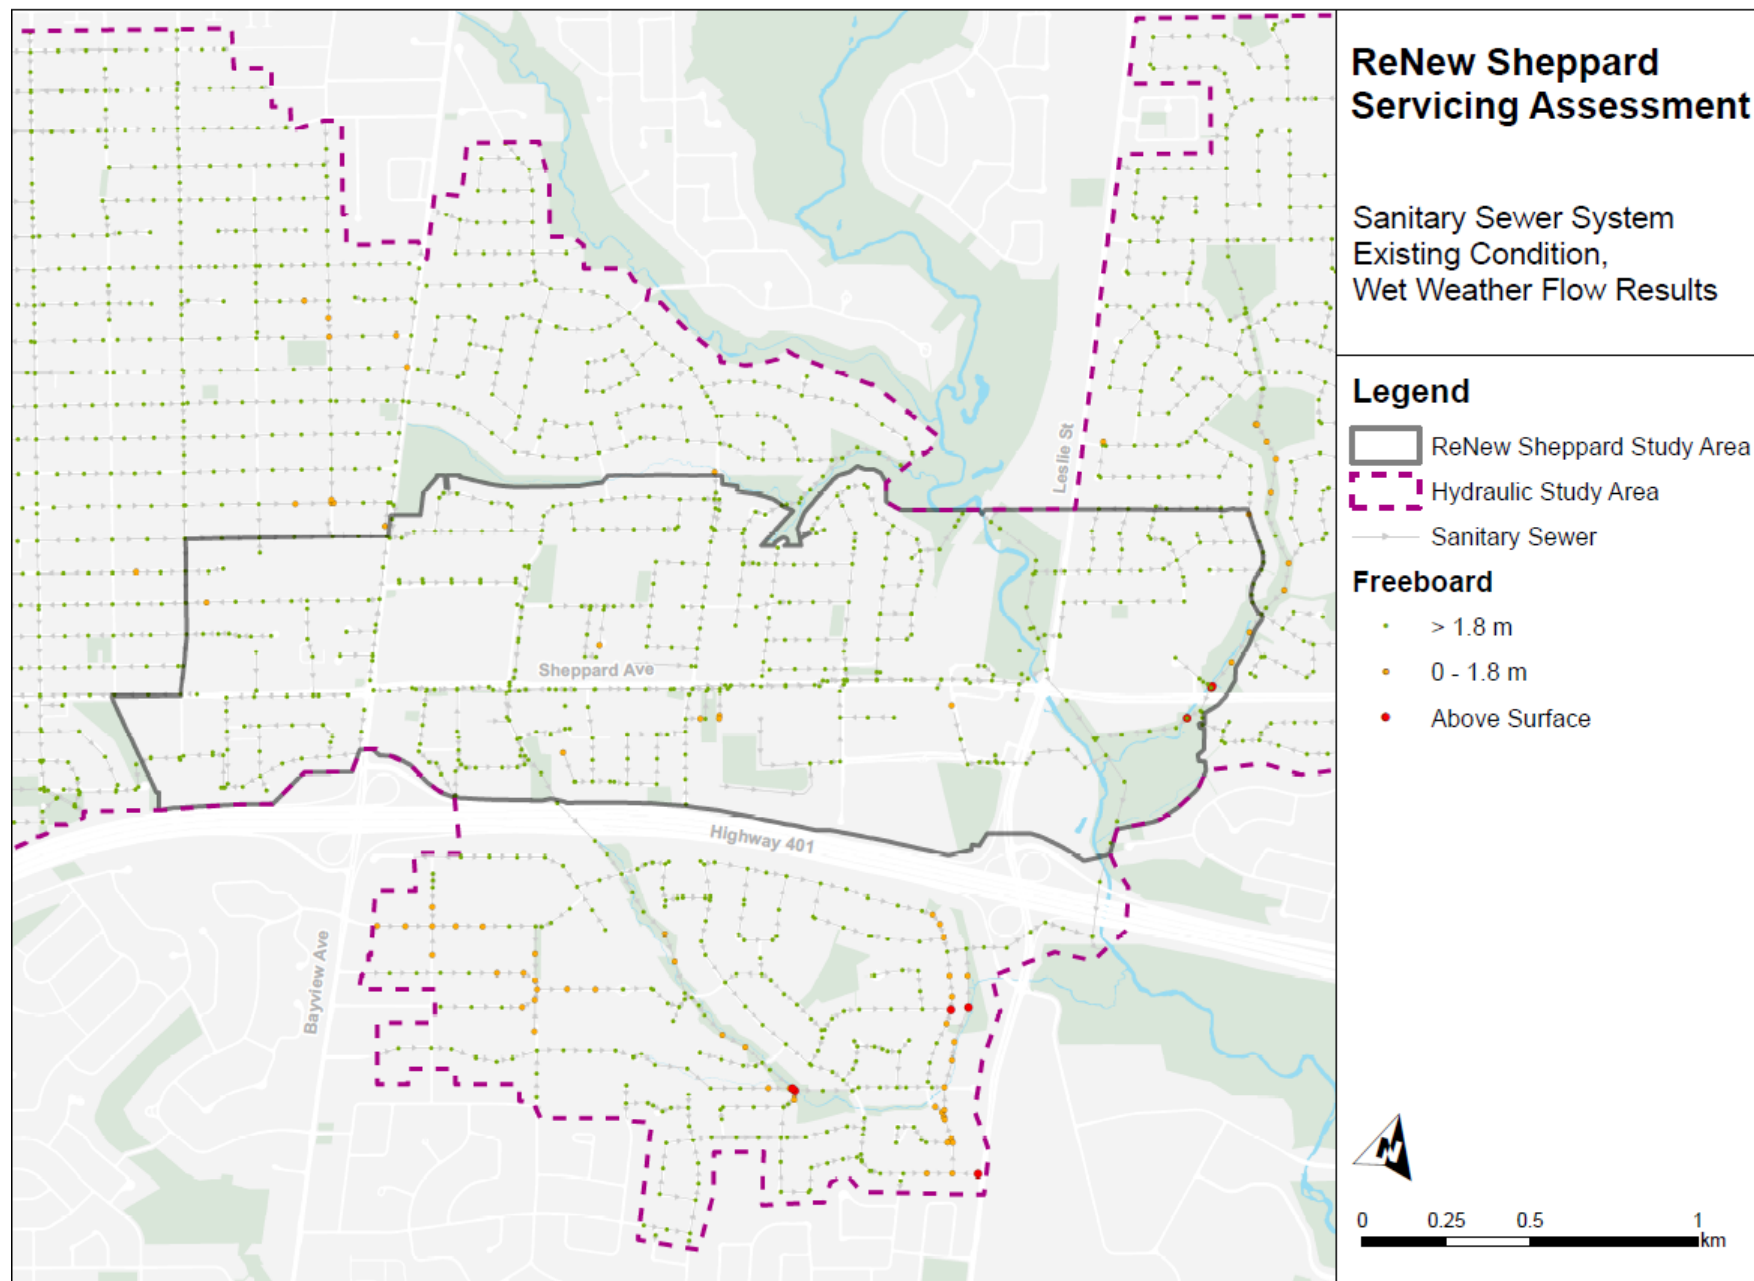 ReNew Sheppard
Servicing Assessment
Sanitary Sewer System
Existing Condition,
Wet Weather Flow Results
Legend
ReNew Sheppard Study Area
Hydraulic Study Area
Sanitary Sewer
Freeboard
> 1.8 m
0 - 1.8 m
Above Surface
Leslie St
Sheppard Ave
Highway 401
Bayview Ave
N
0 0.25 0.5 1
km